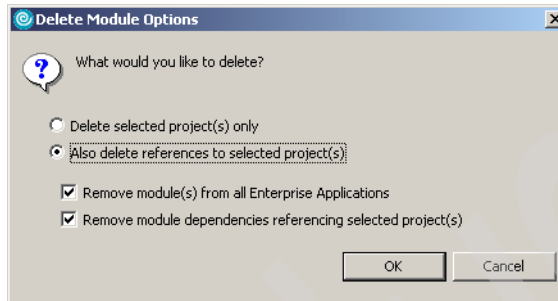 Delete Module Options
What would you like to delete?
Delete selected project(s) only
Also delete references to selected project(s)
Remove module(s) from all Enterprise Applications
Remove module dependencies referencing selected project(s)
OK Cancel